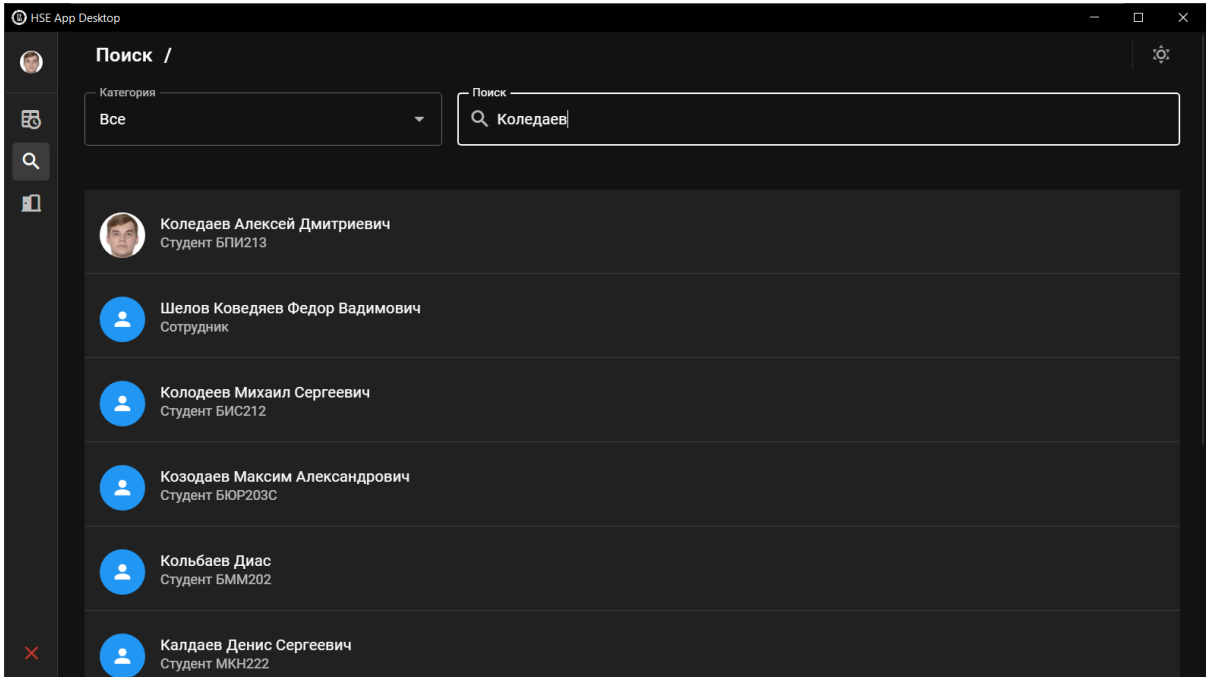 HSE App Desktop
Поиск /
Категория
Все
Поиск
Коледаев
Коледаев Алексей Дмитриевич
Студент БПИ213
Шелов Коведяев Федор Вадимович
Сотрудник
Колодеев Михаил Сергеевич
Студент БИС212
Козодаев Максим Александрович
Студент БЮР203С
Кольбаев Диас
Студент БММ202
Калдаев Денис Сергеевич
Студент МКН222